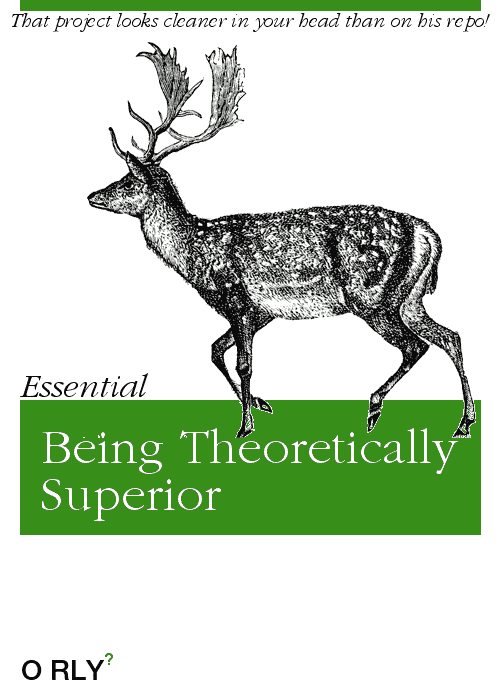 That project looks cleaner in your head than on his repo!
Essential
Being Theoretically
Superior
O RLY?